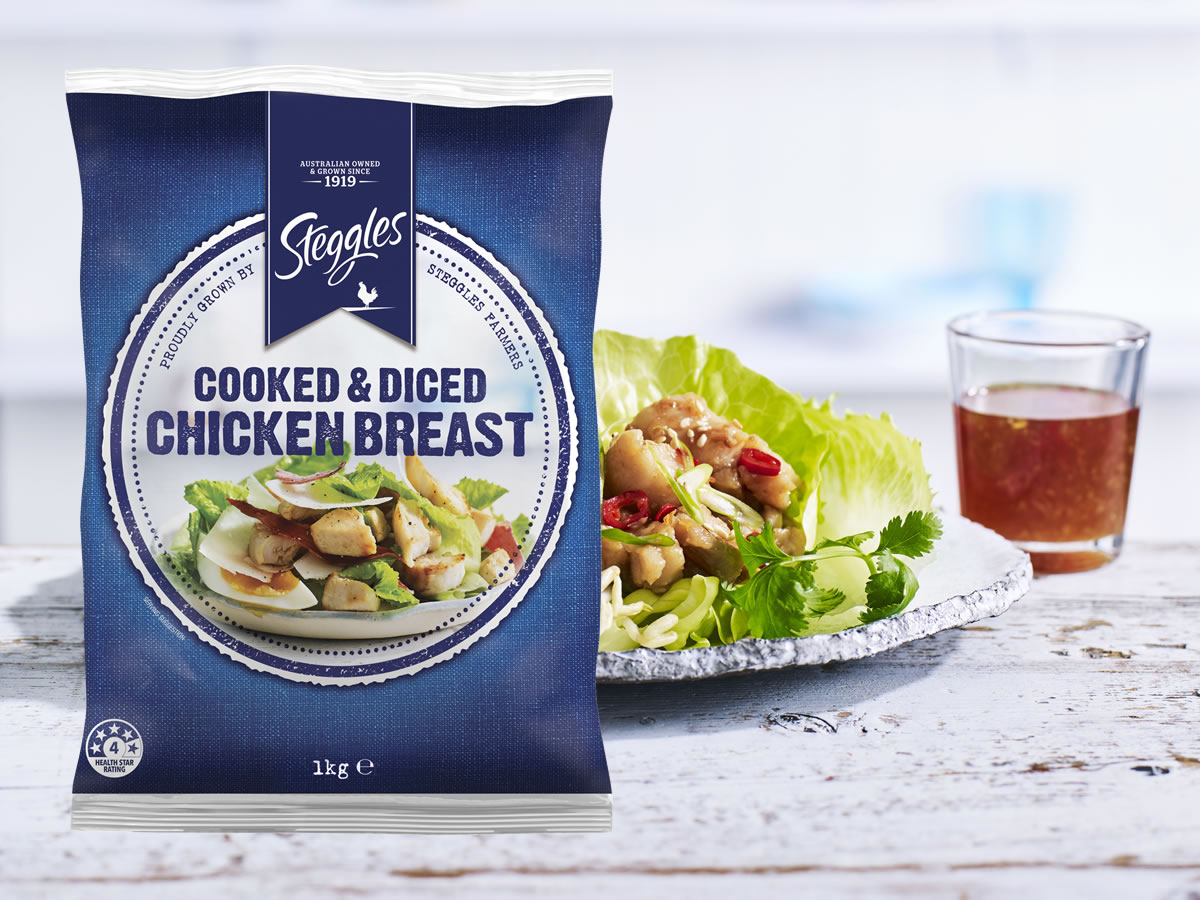 AUSTRALIAN OWNED
& GROWN SINCE
1919
Steggles
PROUDLY GROWN BY
STEGGLES FARMERS
COOKED & DICED
CHICKEN BREAST
4
HEALTH STAR
RATING
1kg e